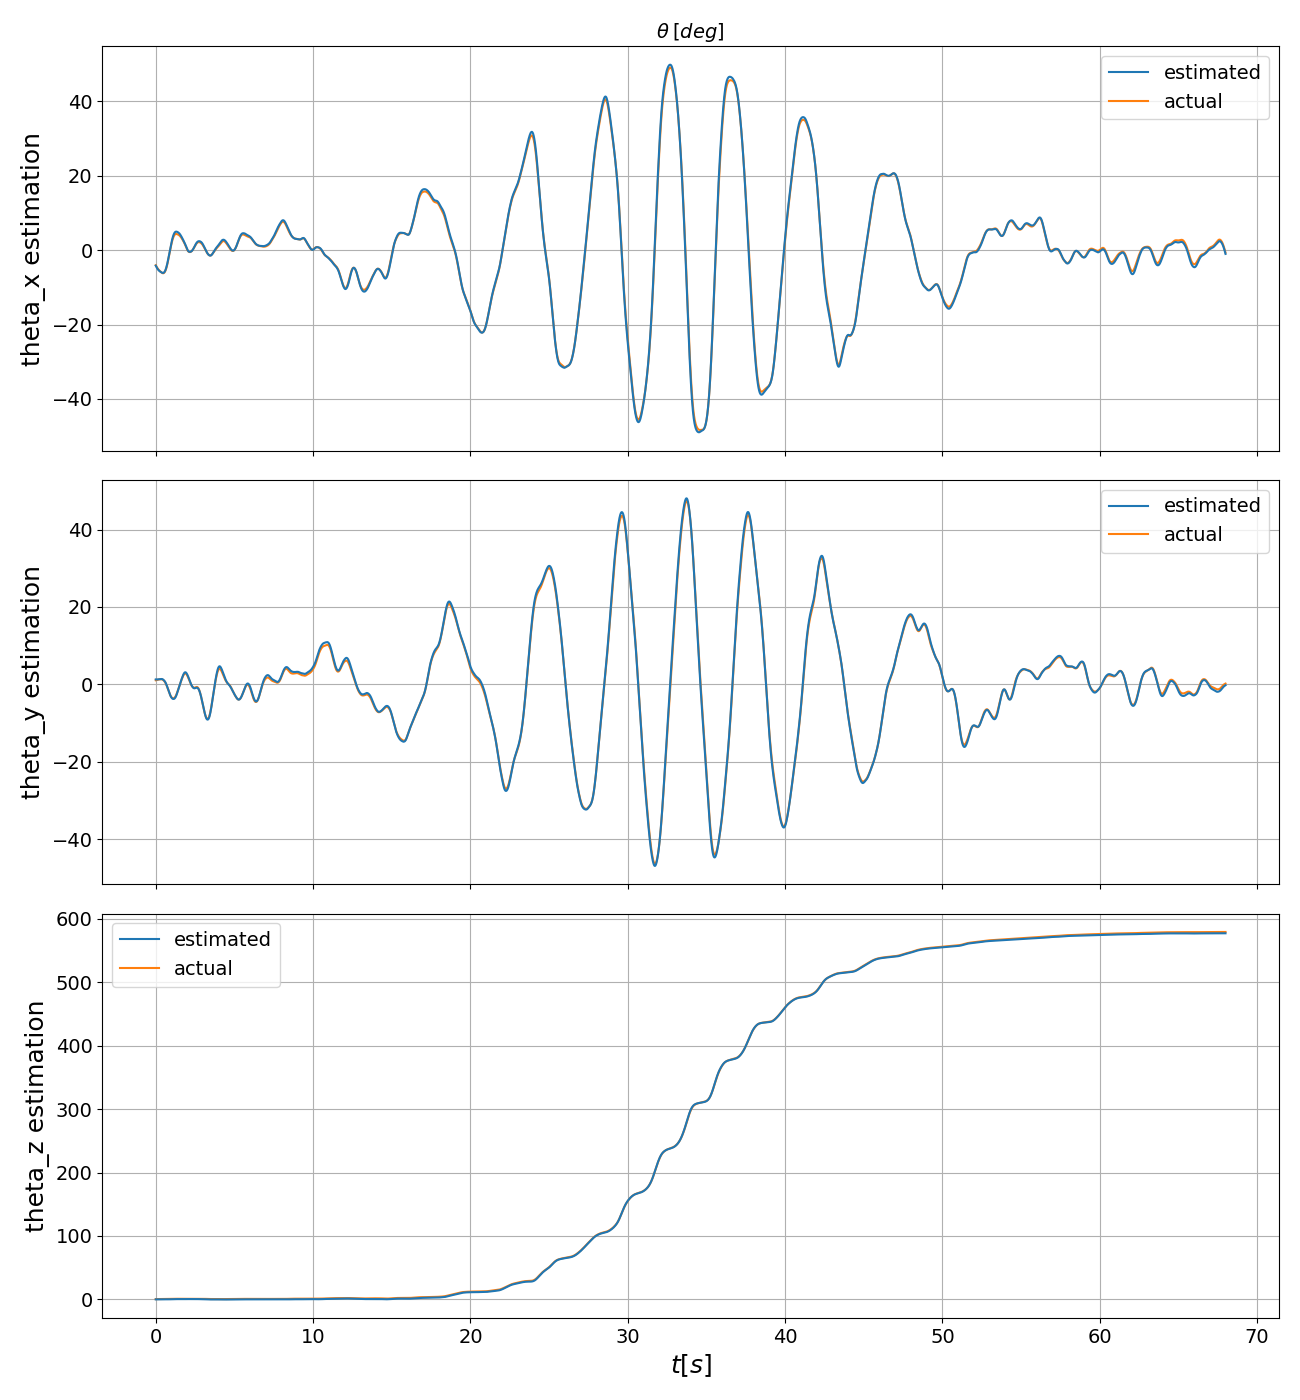 θ [deg]
estimated
actual
40
20
0
−20
−40
theta_x estimation
estimated
actual
40
20
0
−20
−40
theta_y estimation
estimated
actual
600
500
400
300
200
100
0
theta_z estimation
0 10 20 30 40 50 60 70
t[s]